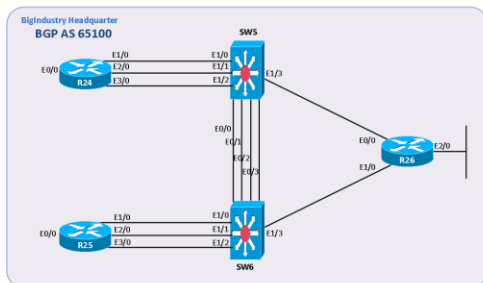 BigIndustry Headquarter
BGP AS 65100
SW5
E1/0
E1/0
E0/0
E2/0
E1/1
E1/3
R24
E3/0
E1/2
E0/0
E0/1
E0/2
E0/3
E0/0
E2/0
R26
E1/0
E1/0
E1/0
E0/0
E2/0
E1/1
E1/3
R25
E3/0
E1/2
SW6